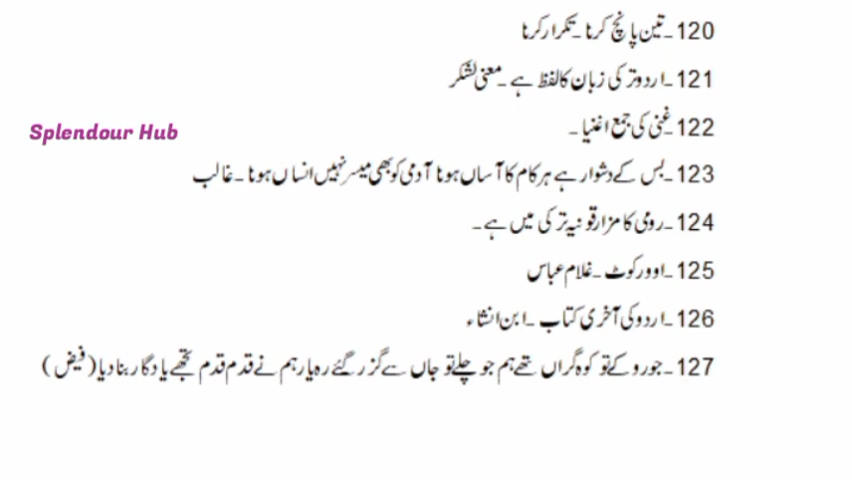 120۔تین پانچ کرنا ۔تکرار کرنا
121۔اردو ترکی زبان کا لفظ ہے ۔معنی لشکر
122۔غنی کی جمع اغنیا ۔
Splendour Hub
123۔بس کے دشوار ہے ہر کام کا آساں ہونا آدمی کو بھی میسر نہیں انساں ہونا ۔غالب
124۔رومی کا مزار قونیہ ترکی میں ہے۔
125۔اوورکوٹ ۔غلام عباس
126۔اردو کی آخری کتاب ۔ابن انشاء
127۔جو روکے تو کوہ گراں تھے ہم جو چلے تو جاں سے گزر گئے رہ یار ہم نے قدم قدم تجھے یادگار بنا دیا(فیض)